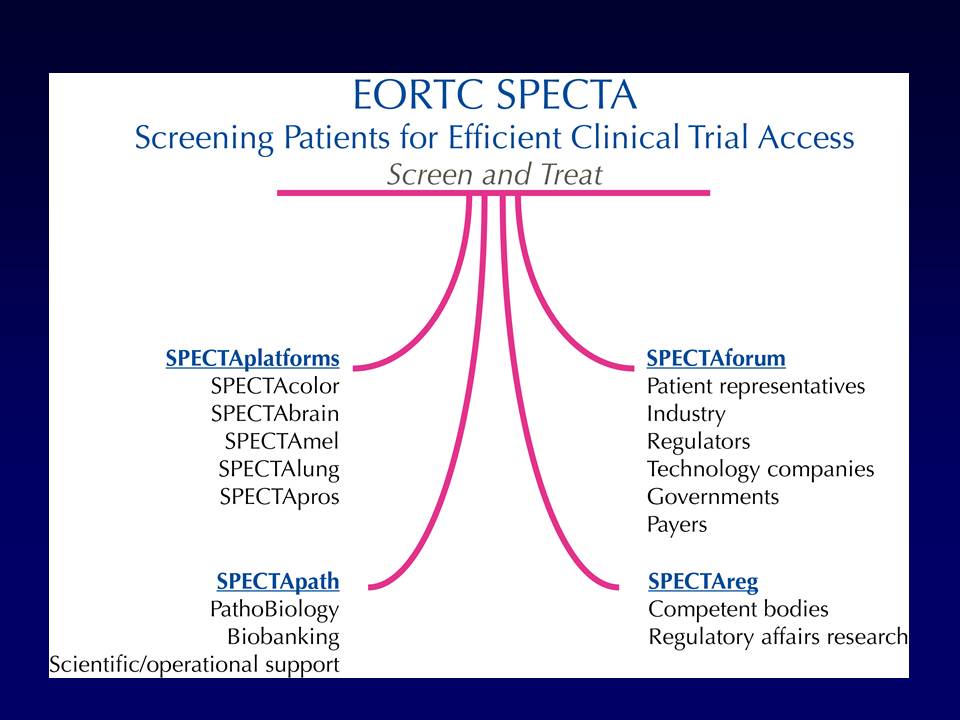 EORTC SPECTA
Screening Patients for Efficient Clinical Trial Access
Screen and Treat
SPECTAplatforms
SPECTAcolor
SPECTAbrain
SPECTAmel
SPECTAlung
SPECTApros
SPECTAforum
Patient representatives
Industry
Regulators
Technology companies
Governments
Payers
SPECTApath
PathoBiology
Biobanking
Scientific/operational support
SPECTAreg
Competent bodies
Regulatory affairs research